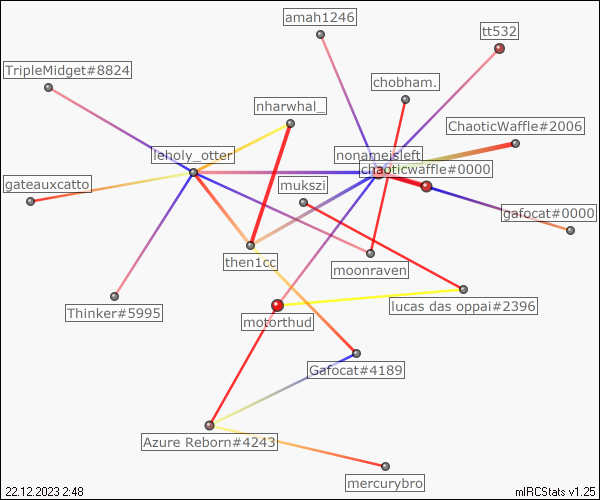 amah1246
tt532
TripleMidget#8824
chobham.
nharwhal_
ChaoticWaffle#2006
leholy_otter
nonameisleft
chaoticwaffle#0000
gateauxcatto
mukszi
gafocat#0000
then1cc
moonraven
Thinker#5995
lucas das oppai#2396
motorthud
Gafocat#4189
Azure Reborn#4243
mercurybro
22.12.2023 2:48
mIRCStats v1.25